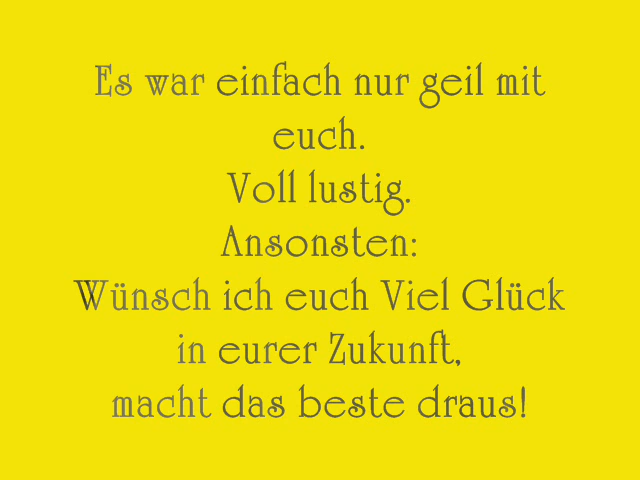 Es war einfach nur geil mit
euch.
Voll lustig.
Ansonsten:
Wünsch ich euch Viel Glück
in eurer Zukunft,
macht das beste draus!